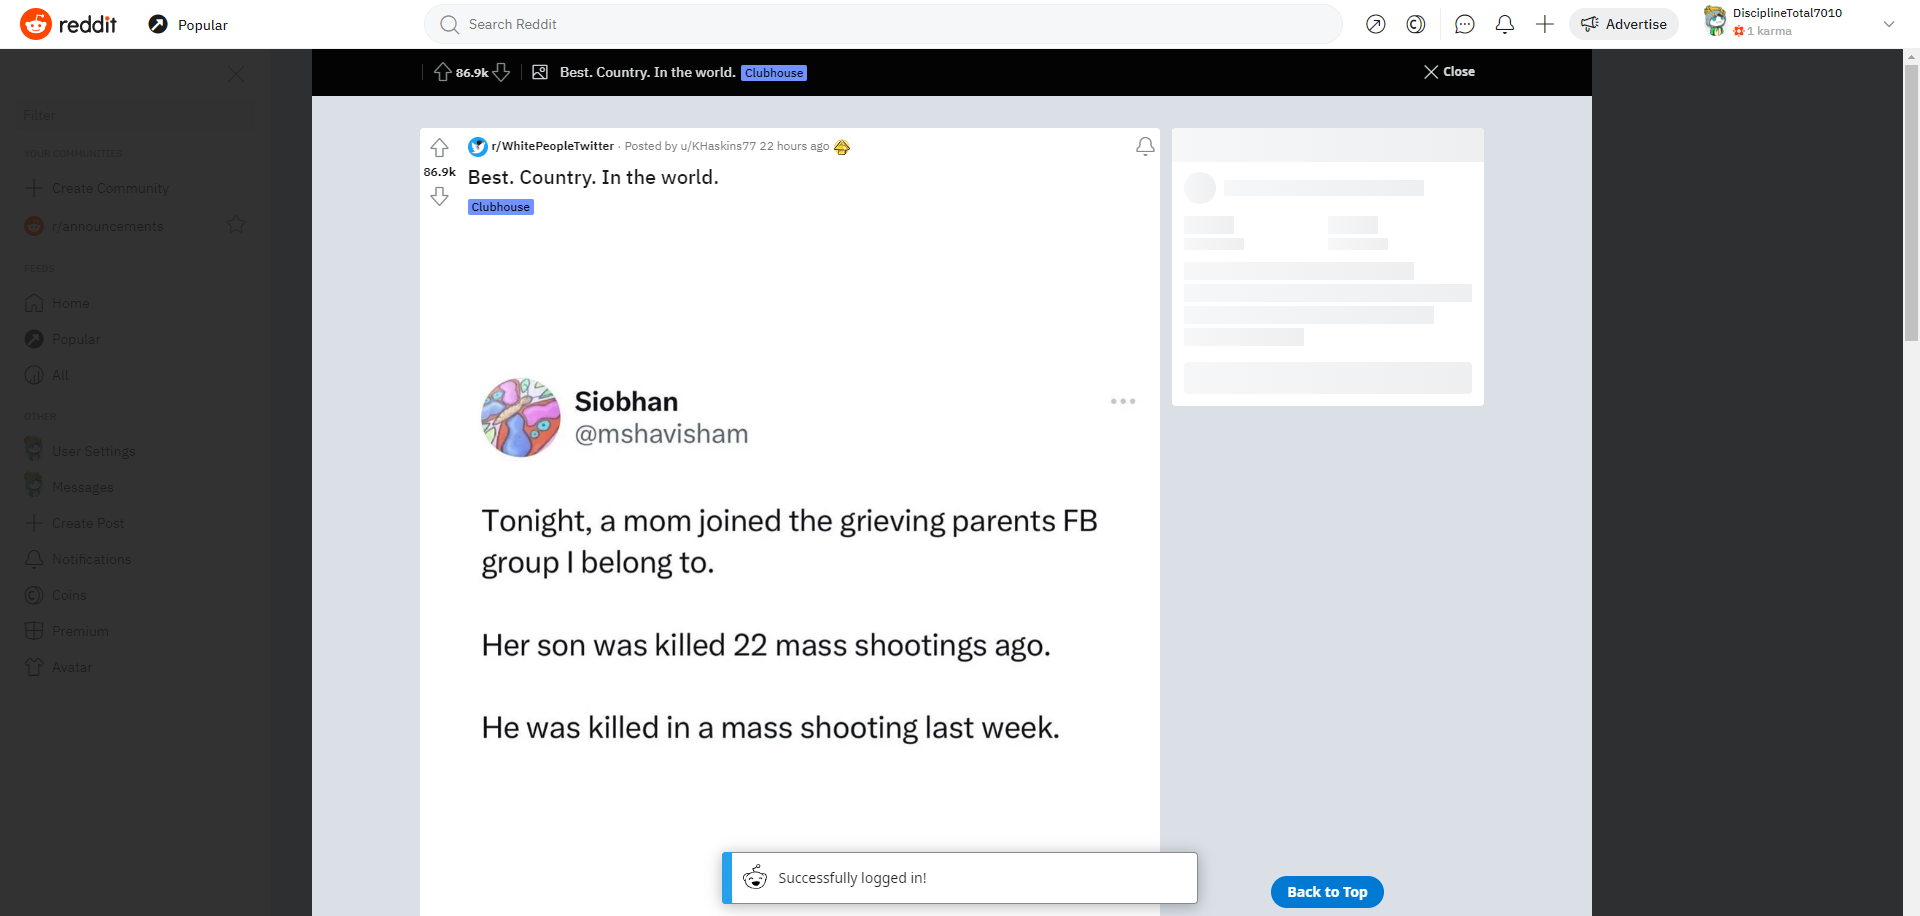 reddit
Popular
Search Reddit
Advertise
DisciplineTotal7010
1 karma
86.9k
Best. Country. In the world.
Clubhouse
Close
Filter
YOUR COMMUNITIES
Create Community
r/announcements
FEEDS
Home
Popular
All
OTHER
User Settings
Messages
Create Post
Notifications
Coins
Premium
Avatar
r/WhitePeopleTwitter · Posted by u/KHaskins77 22 hours ago
86.9k
Best. Country. In the world.
Clubhouse
Siobhan
@mshavisham
Tonight, a mom joined the grieving parents FB
group I belong to.
Her son was killed 22 mass shootings ago.
He was killed in a mass shooting last week.
Successfully logged in!
Back to Top